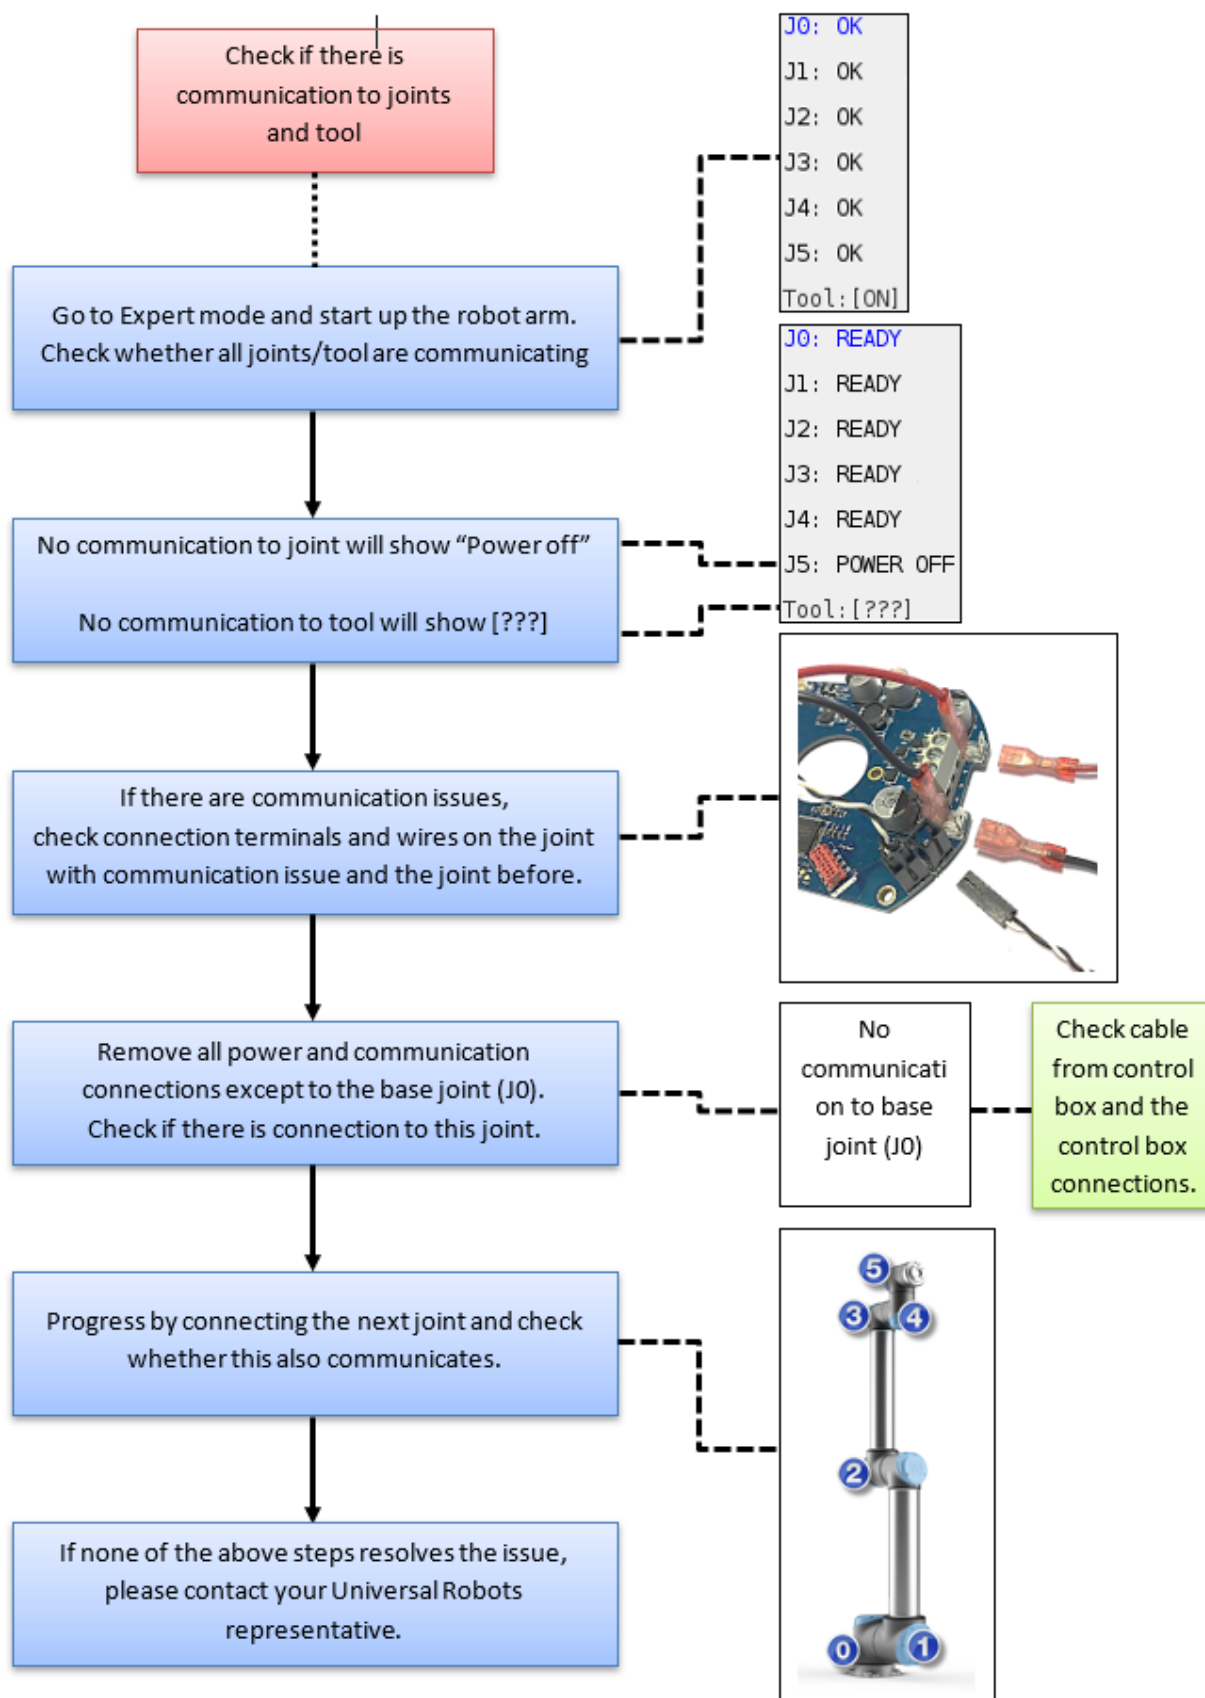 Check if there is
communication to joints
and tool
J0: OK
J1: OK
J2: OK
J3: OK
J4: OK
J5: OK
Tool:[ON]
Go to Expert mode and start up the robot arm.
Check whether all joints/tool are communicating
J0: READY
J1: READY
J2: READY
J3: READY
J4: READY
J5: POWER OFF
Tool:[???]
No communication to joint will show “Power off”
No communication to tool will show [???]
If there are communication issues,
check connection terminals and wires on the joint
with communication issue and the joint before.
Remove all power and communication
connections except to the base joint (J0).
Check if there is connection to this joint.
No
communicati
on to base
joint (J0)
Check cable
from control
box and the
control box
connections.
Progress by connecting the next joint and check
whether this also communicates.
5
3
4
2
0
1
If none of the above steps resolves the issue,
please contact your Universal Robots
representative.